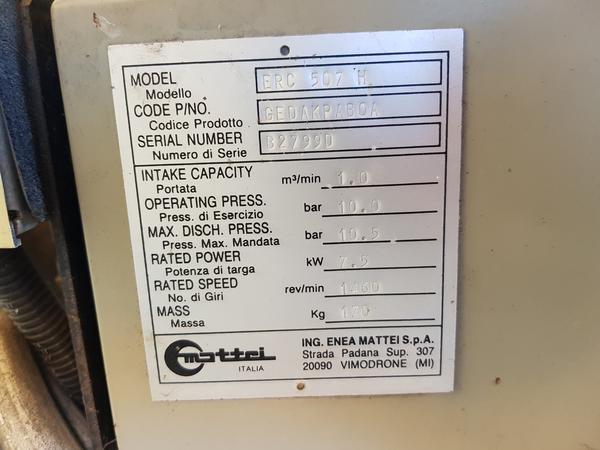 MODEL ERC 507 H
Modello
CODE P/NO. GEDAKPABOA
Codice Prodotto
SERIAL NUMBER B2799D
Numero di Serie
INTAKE CAPACITY m³/min 1.0
Portata
OPERATING PRESS. bar 10.0
Press. di Esercizio
MAX. DISCH. PRESS. bar 10.5
Press. Max. Mandata
RATED POWER kW 7.5
Potenza di targa
RATED SPEED rev/min 1460
No. di Giri
MASS Kg 170
Massa
mattei ING. ENEA MATTEI S.p.A.
ITALIA Strada Padana Sup. 307
20090 VIMODRONE (MI)